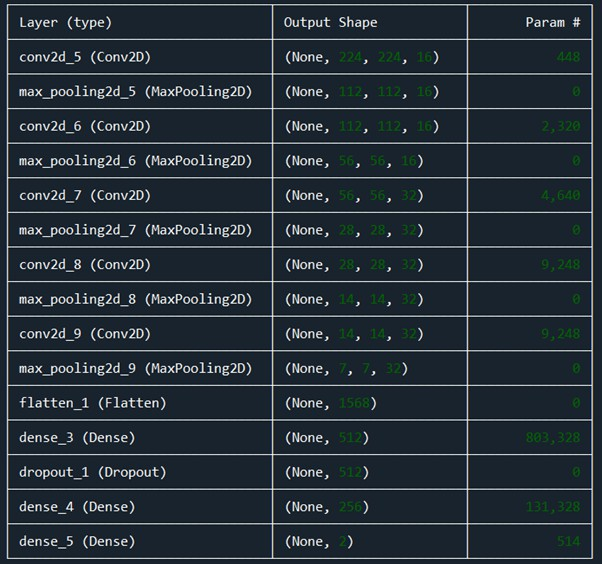 Layer (type) Output Shape Param #
conv2d_5 (Conv2D) (None, 224, 224, 16) 448
max_pooling2d_5 (MaxPooling2D) (None, 112, 112, 16) 0
conv2d_6 (Conv2D) (None, 112, 112, 16) 2,320
max_pooling2d_6 (MaxPooling2D) (None, 56, 56, 16) 0
conv2d_7 (Conv2D) (None, 56, 56, 32) 4,640
max_pooling2d_7 (MaxPooling2D) (None, 28, 28, 32) 0
conv2d_8 (Conv2D) (None, 28, 28, 32) 9,248
max_pooling2d_8 (MaxPooling2D) (None, 14, 14, 32) 0
conv2d_9 (Conv2D) (None, 14, 14, 32) 9,248
max_pooling2d_9 (MaxPooling2D) (None, 7, 7, 32) 0
flatten_1 (Flatten) (None, 1568) 0
dense_3 (Dense) (None, 512) 803,328
dropout_1 (Dropout) (None, 512) 0
dense_4 (Dense) (None, 256) 131,328
dense_5 (Dense) (None, 2) 514